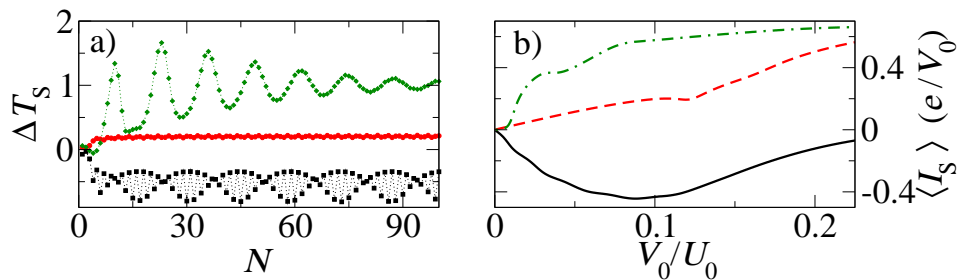 2
a)
1
0
ΔT_S
0
30
60
90
N
b)
0.4
0
-0.4
⟨I_S⟩ (e/V_0)
0
0.1
0.2
V_0/U_0